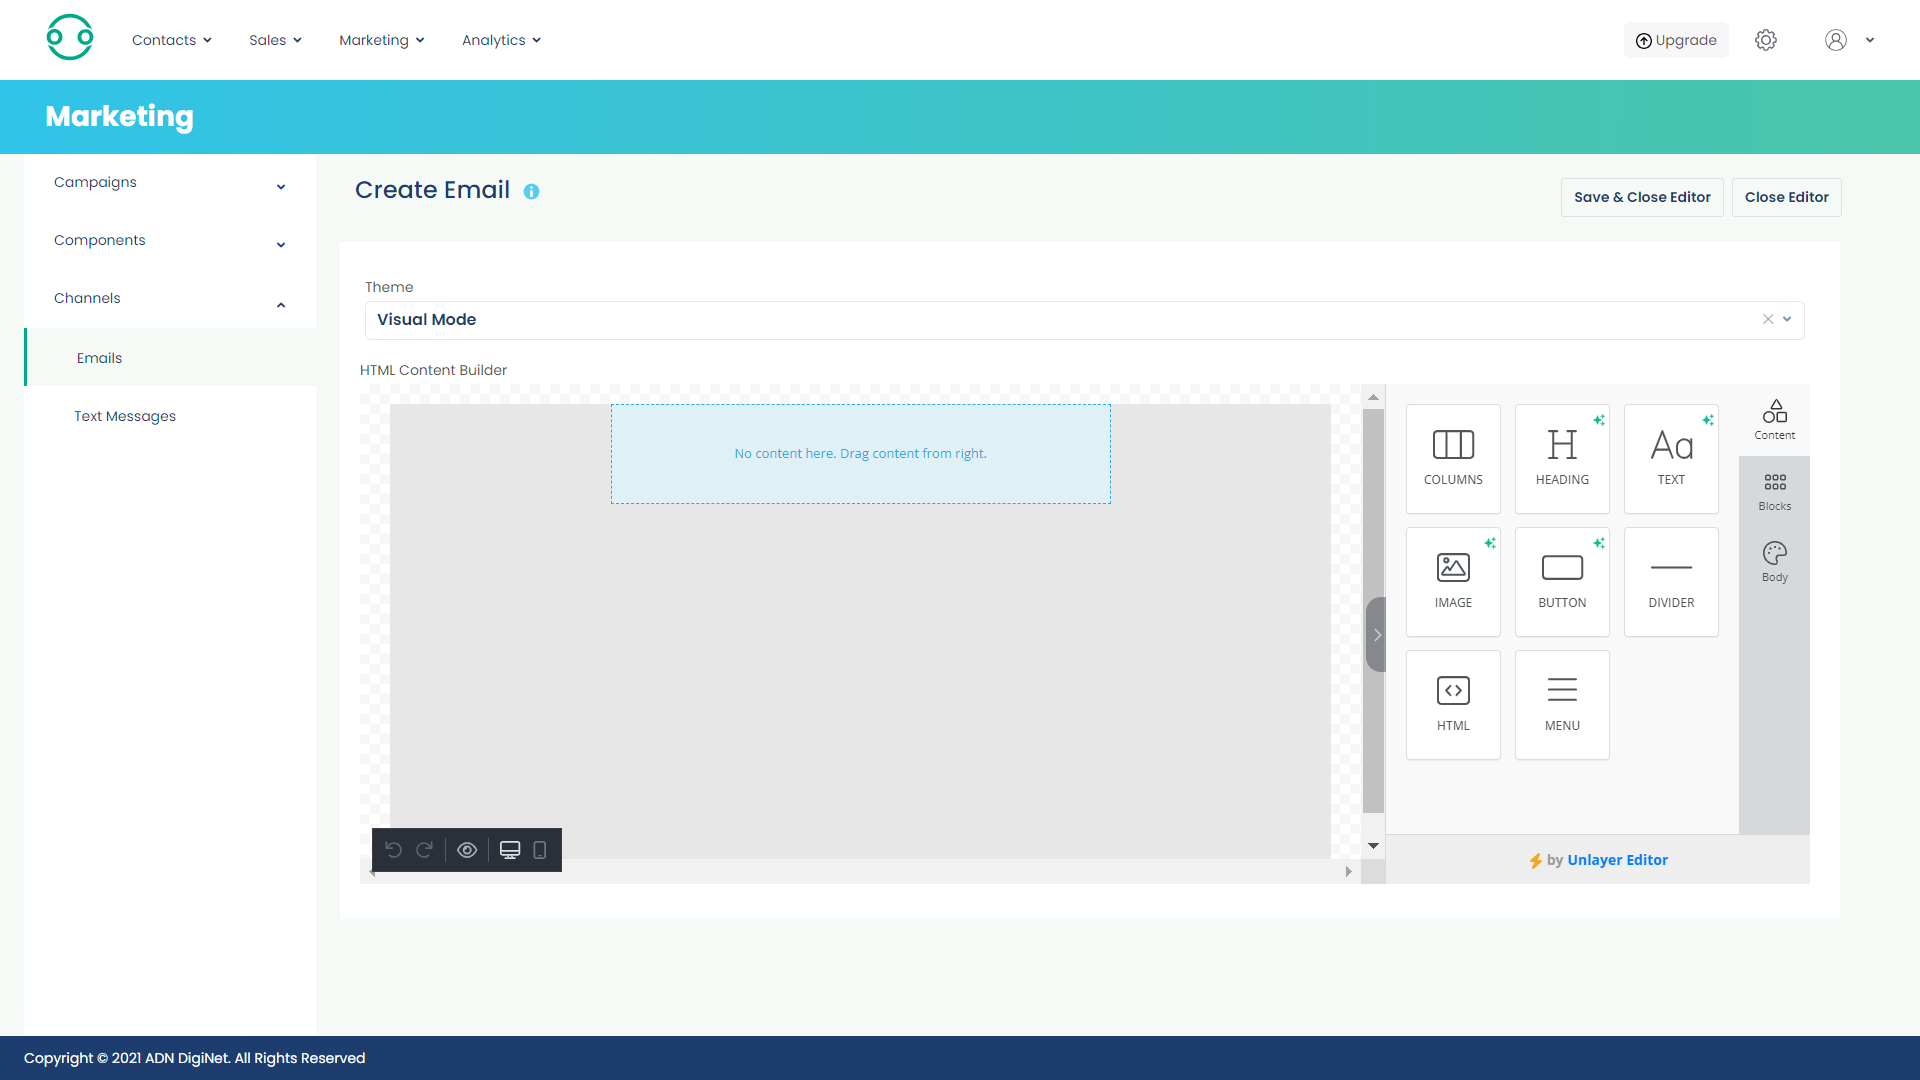 Contacts
Sales
Marketing
Analytics
Upgrade
Marketing
Campaigns
Components
Channels
Emails
Text Messages
Create Email
Save & Close Editor
Close Editor
Theme
Visual Mode
HTML Content Builder
No content here. Drag content from right.
COLUMNS
HEADING
TEXT
IMAGE
BUTTON
DIVIDER
HTML
MENU
Content
Blocks
Body
by Unlayer Editor
Copyright © 2021 ADN DigiNet. All Rights Reserved